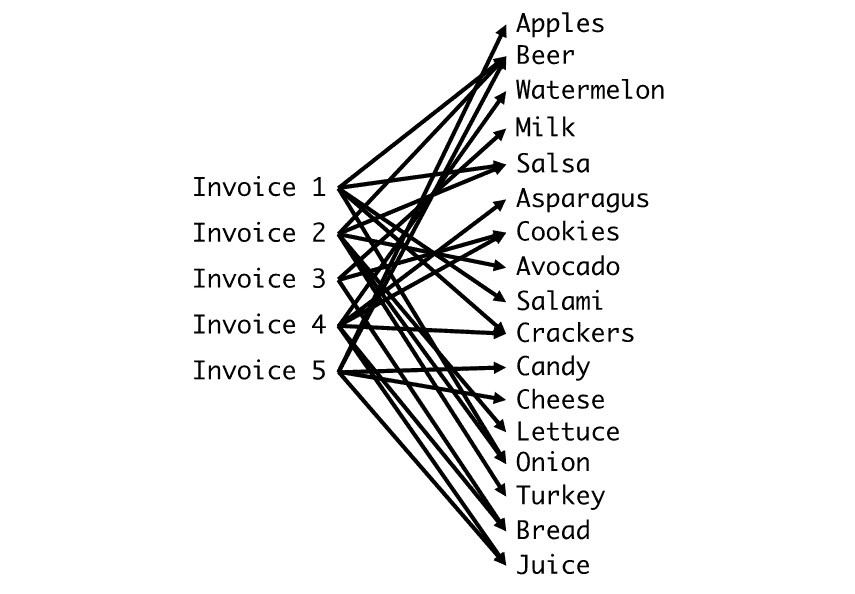 Invoice 1
Invoice 2
Invoice 3
Invoice 4
Invoice 5
Apples
Beer
Watermelon
Milk
Salsa
Asparagus
Cookies
Avocado
Salami
Crackers
Candy
Cheese
Lettuce
Onion
Turkey
Bread
Juice